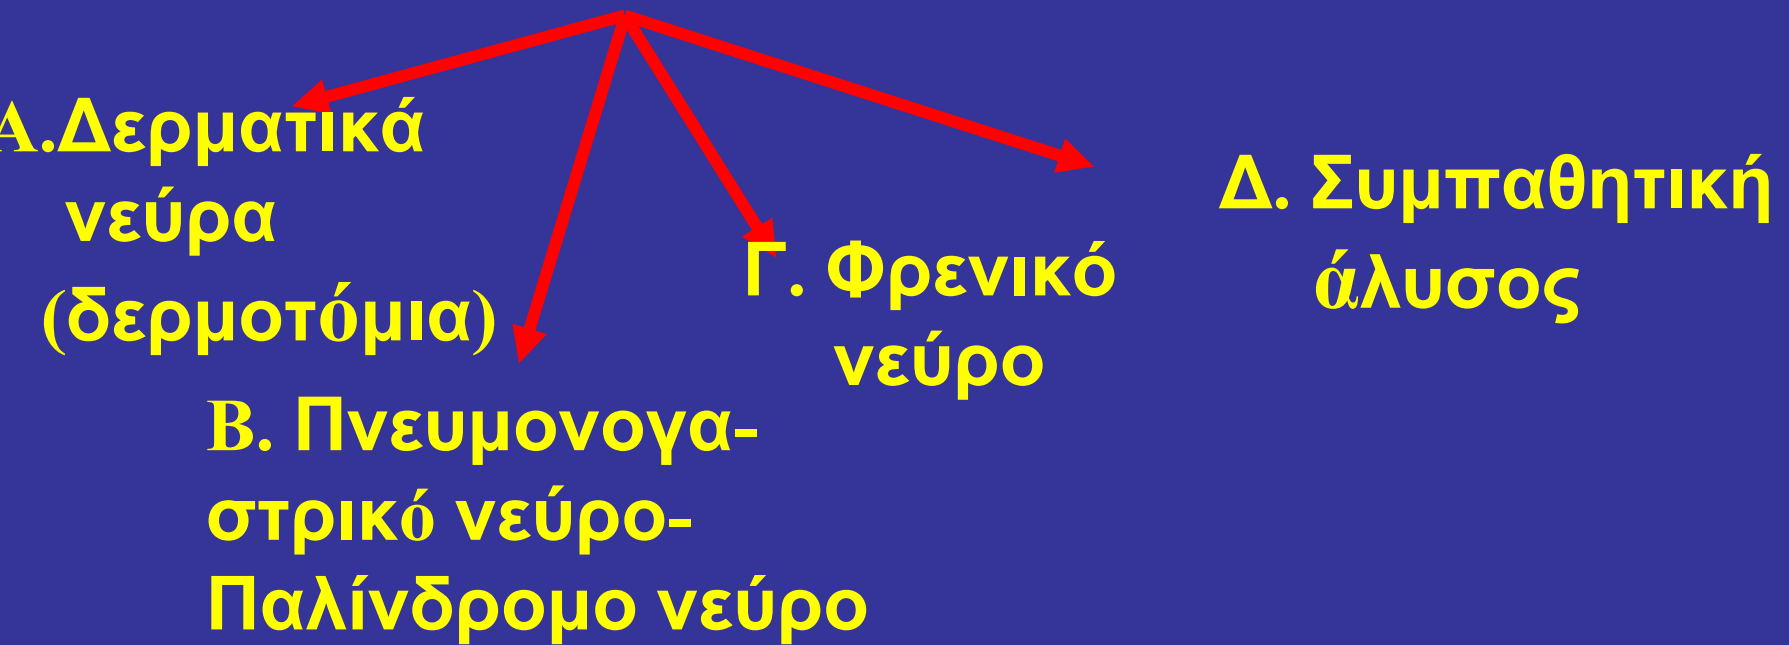 Α.Δερματικά
νεύρα
(δερμοτόμια)
Β. Πνευμονογα-
στρικό νεύρο-
Παλίνδρομο νεύρο
Γ. Φρενικό
νεύρο
Δ. Συμπαθητική
άλυσος